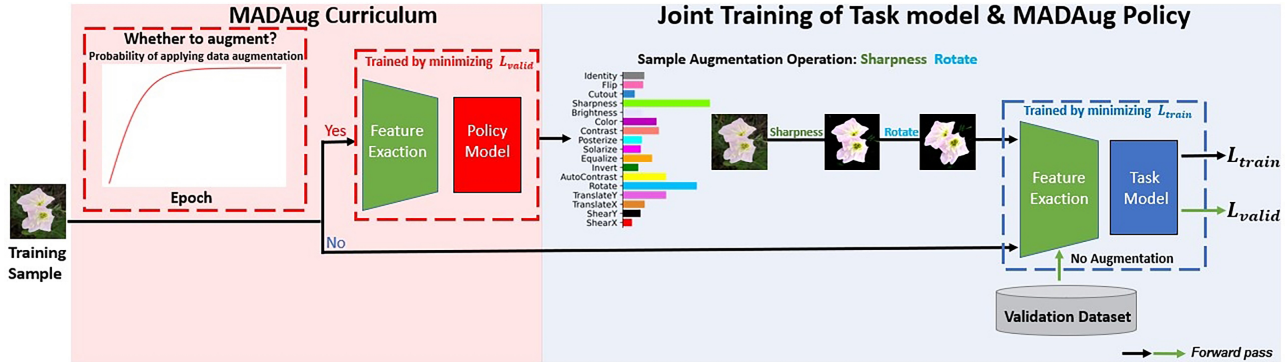 MADAug Curriculum
Joint Training of Task model & MADAug Policy
Whether to augment?
Probability of applying data augmentation
Epoch
Training
Sample
Yes
No
Trained by minimizing L_valid
Feature
Exaction
Policy
Model
Sample Augmentation Operation: Sharpness Rotate
Identity
Flip
Cutout
Sharpness
Brightness
Color
Contrast
Posterize
Solarize
Equalize
Invert
AutoContrast
Rotate
TranslateY
TranslateX
ShearY
ShearX
Sharpness
Rotate
Trained by minimizing L_train
Feature
Exaction
Task
Model
L_train
L_valid
No Augmentation
Validation Dataset
Forward pass